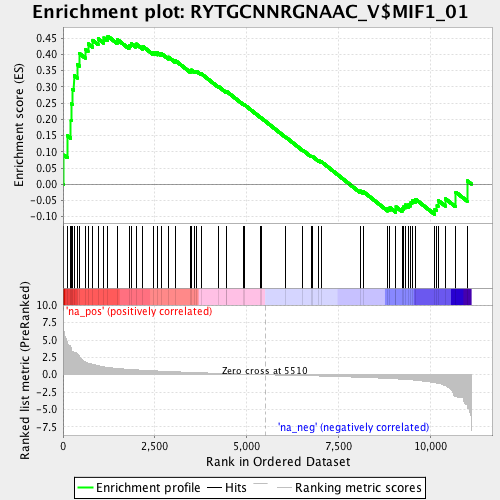 Enrichment plot: RYTGCNNRGNAAC_V$MIF1_01
Enrichment score (ES)
0.45
0.40
0.35
0.30
0.25
0.20
0.15
0.10
0.05
0.00
-0.05
-0.10
Ranked list metric (PreRanked)
10.0
7.5
5.0
2.5
0.0
-2.5
-5.0
-7.5
'na_pos' (positively correlated)
Zero cross at 5510
'na_neg' (negatively correlated)
0 2,500 5,000 7,500 10,000
Rank in Ordered Dataset
Enrichment profile Hits Ranking metric scores